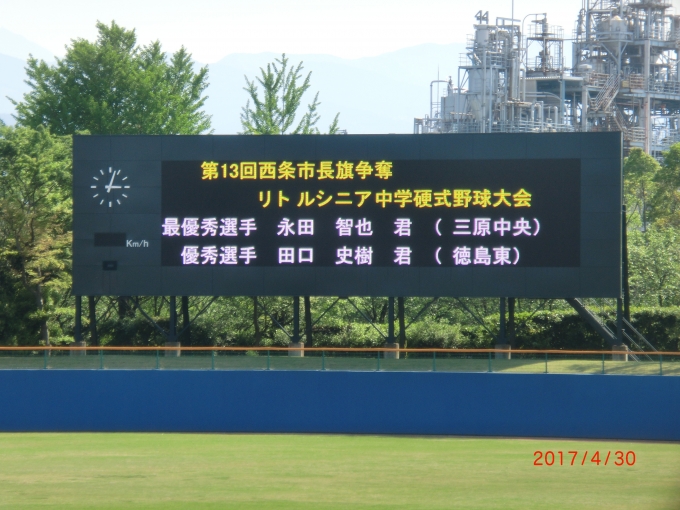 第13回西条市長旗争奪
リトルシニア中学硬式野球大会
最優秀選手 永田 智也 君 (三原中央)
優秀選手 田口 史樹 君 (徳島東)
Km/h
2017/4/30